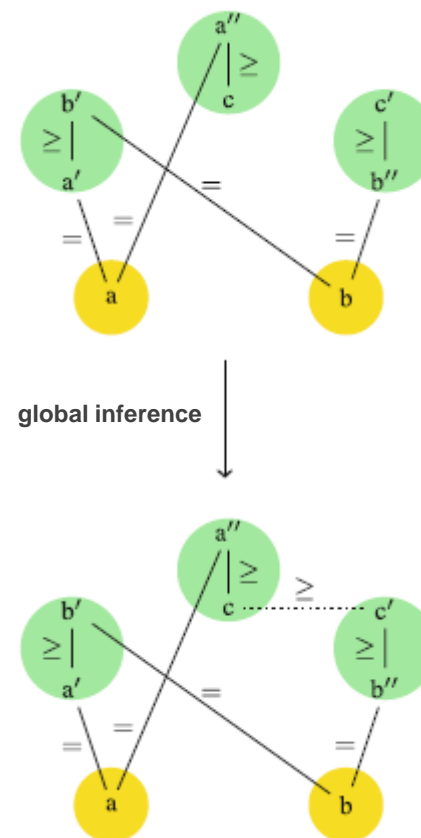 a′′
≥
c
b′
≥
a′
c′
≥
b′′
=
=
=
=
a
b
global inference
a′′
≥
c
≥
b′
≥
a′
c′
≥
b′′
=
=
=
=
a
b